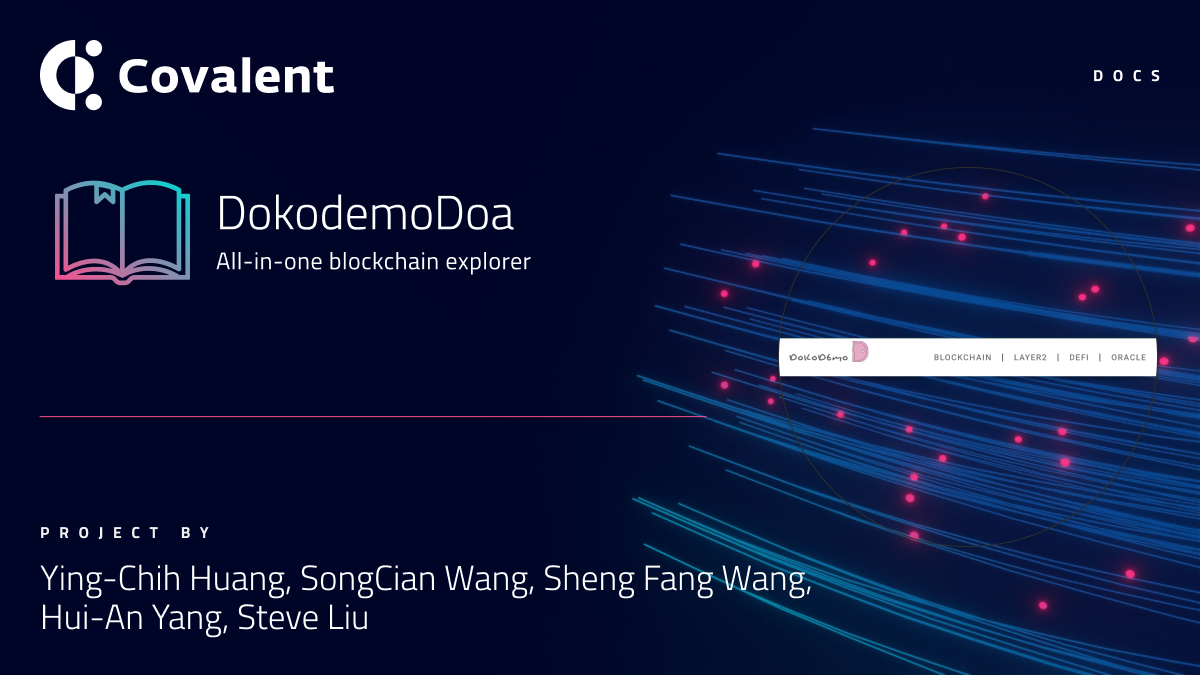 Covalent
DOCS
DokodemoDoa
All-in-one blockchain explorer
DoKoDEmo D
BLOCKCHAIN | LAYER2 | DEFI | ORACLE
PROJECT BY
Ying-Chih Huang, SongCian Wang, Sheng Fang Wang,
Hui-An Yang, Steve Liu